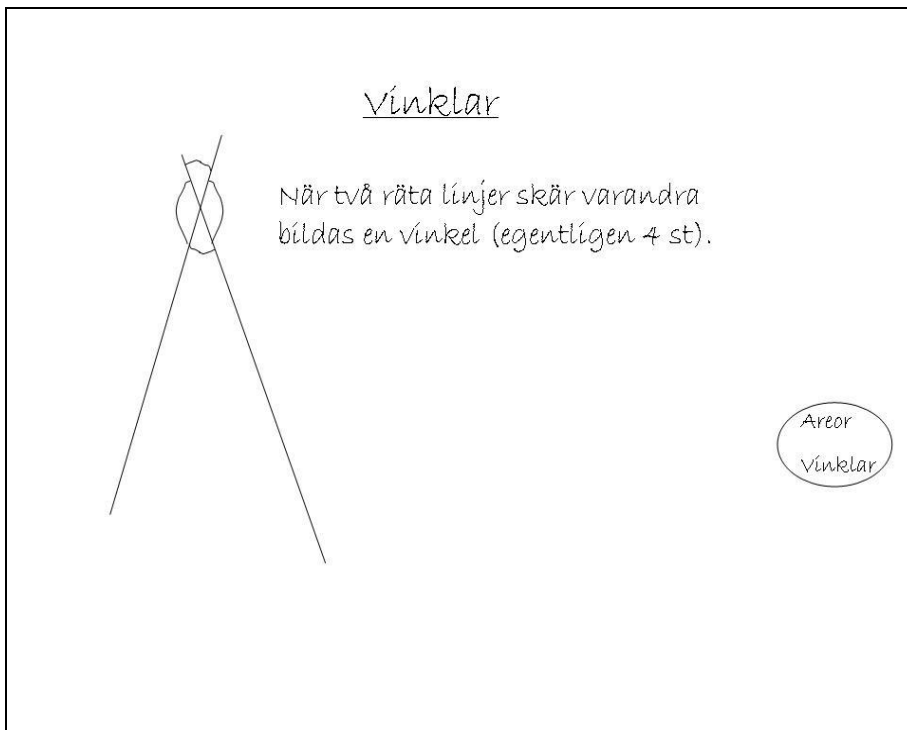 Vinklar
När två räta linjer skär varandra
bildas en vinkel (egentligen 4 st).
Areor
Vinklar